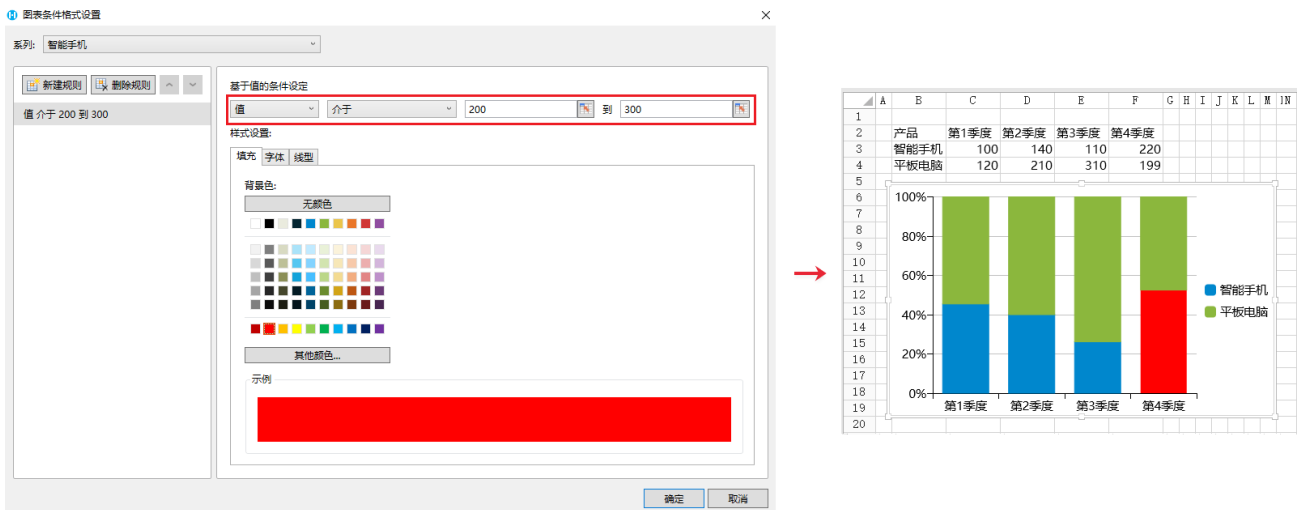 图表条件格式设置
系列: 智能手机
新建规则 删除规则
值 介于 200 到 300
基于值的条件设定
值 介于 200 到 300
样式设置:
填充 字体 线型
背景色:
无颜色
其他颜色...
示例
确定 取消
A B C D E F G H I J K L M N
1
2 产品 第1季度 第2季度 第3季度 第4季度
3 智能手机 100 140 110 220
4 平板电脑 120 210 310 199
5
6
7
8
9
10
11
12
13
14
15
16
17
18
19
20
100%
80%
60%
40%
20%
0%
第1季度 第2季度 第3季度 第4季度
智能手机
平板电脑